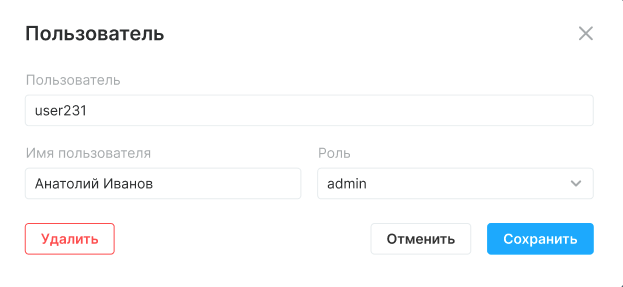 Пользователь
Пользователь
user231
Имя пользователя
Роль
Анатолий Иванов
admin
Удалить
Отменить
Сохранить